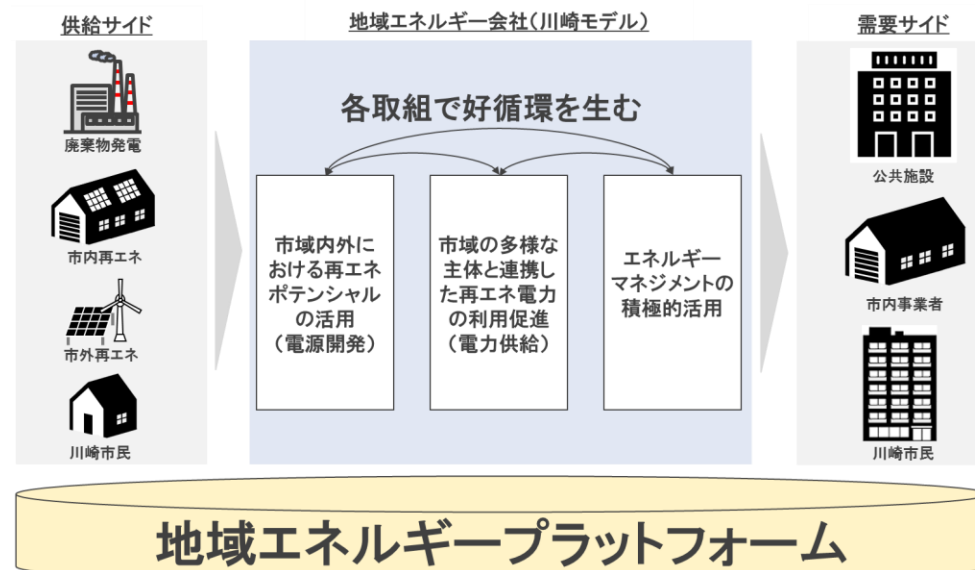 供給サイド
廃棄物発電
市内再エネ
市外再エネ
川崎市民
地域エネルギー会社(川崎モデル)
各取組で好循環を生む
市域内外に
おける再エネ
ポテンシャル
の活用
(電源開発)
市域の多様な
主体と連携し
た再エネ電力
の利用促進
(電力供給)
エネルギー
マネジメントの
積極的活用
需要サイド
公共施設
市内事業者
川崎市民
地域エネルギープラットフォーム